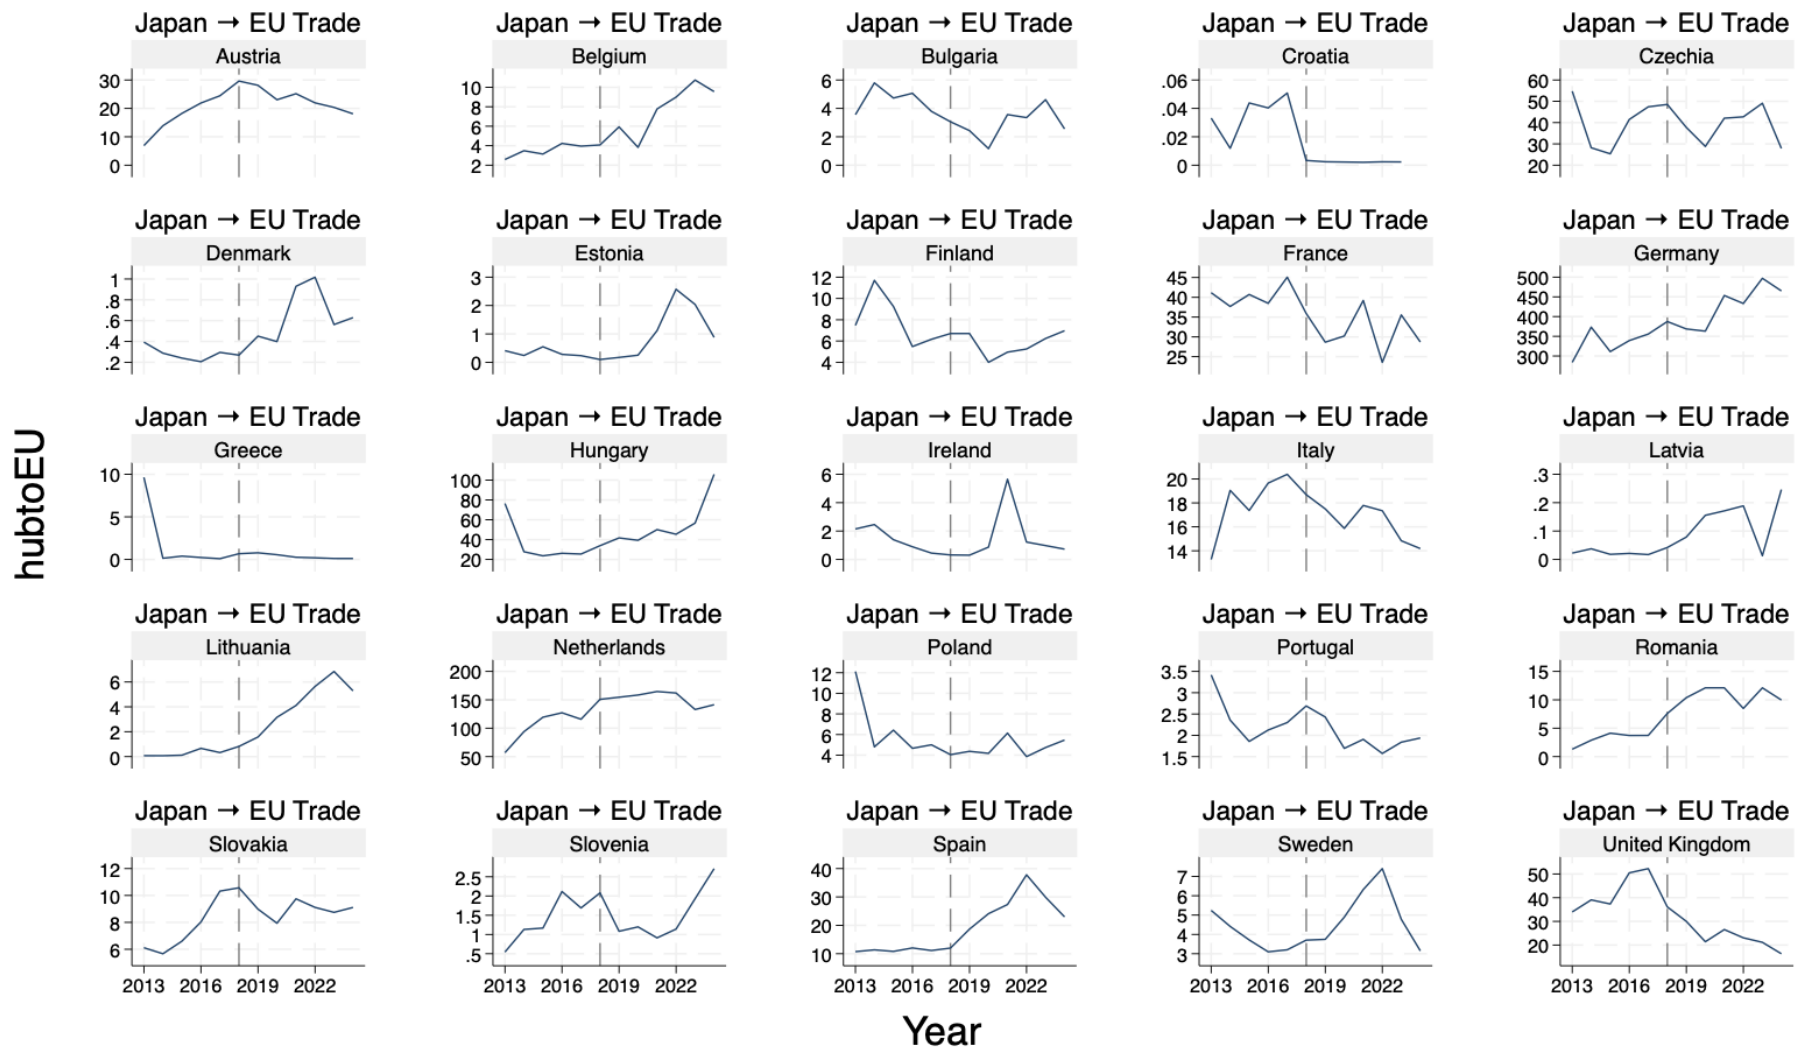 Japan → EU Trade Japan → EU Trade Japan → EU Trade Japan → EU Trade Japan → EU Trade
Austria Belgium Bulgaria Croatia Czechia
30 10 6 .06 60
20 8 4 .04 50
10 6 2 .02 40
0 4 0 0 30
2 20
Japan → EU Trade Japan → EU Trade Japan → EU Trade Japan → EU Trade Japan → EU Trade
Denmark Estonia Finland France Germany
1 3 12 45 500
.8 2 10 40 450
.6 1 8 35 400
.4 0 6 30 350
.2 4 25 300
Japan → EU Trade Japan → EU Trade Japan → EU Trade Japan → EU Trade Japan → EU Trade
Greece Hungary Ireland Italy Latvia
10 100 6 20 .3
5 80 4 18 .2
0 60 2 16 .1
40 0 14 0
20
hubtoEU
Japan → EU Trade Japan → EU Trade Japan → EU Trade Japan → EU Trade Japan → EU Trade
Lithuania Netherlands Poland Portugal Romania
6 200 12 3.5 15
4 150 10 3 10
2 100 8 2.5 5
0 50 6 2 0
4 1.5
Japan → EU Trade Japan → EU Trade Japan → EU Trade Japan → EU Trade Japan → EU Trade
Slovakia Slovenia Spain Sweden United Kingdom
12 2.5 40 7 50
10 2 30 6 40
8 1.5 20 5 30
6 1 10 4 20
.5 3
2013 2016 2019 2022 2013 2016 2019 2022 2013 2016 2019 2022 2013 2016 2019 2022 2013 2016 2019 2022
Year